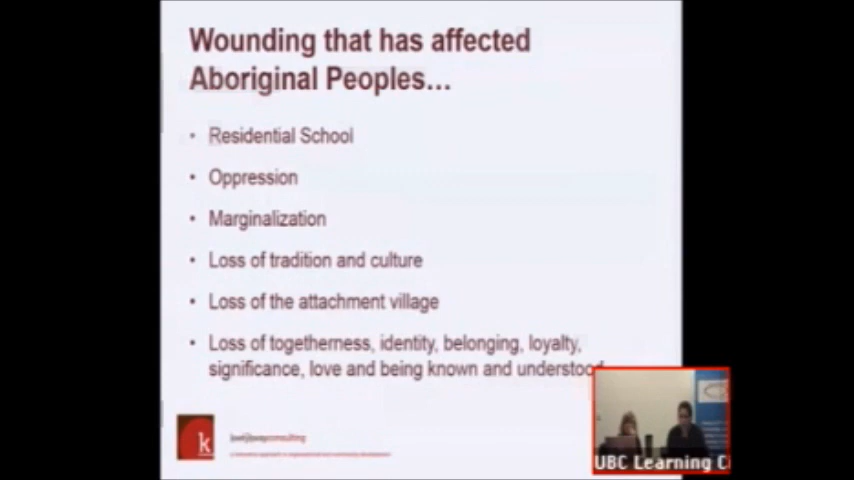 Wounding that has affected
Aboriginal Peoples…
• Residential School
• Oppression
• Marginalization
• Loss of tradition and culture
• Loss of the attachment village
• Loss of togetherness, identity, belonging, loyalty,
significance, love and being known and understood
k
UBC Learning Ci